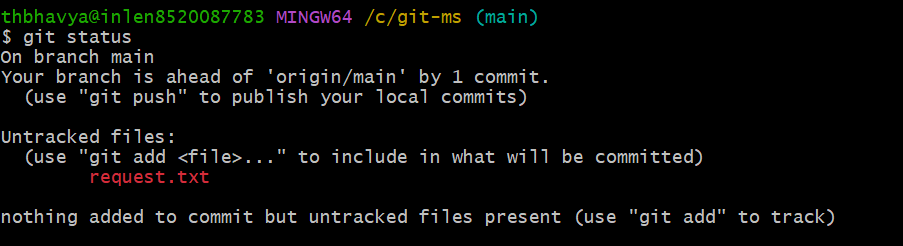 thbhavya@inlen8520087783 MINGW64 /c/git-ms (main)
$ git status
On branch main
Your branch is ahead of 'origin/main' by 1 commit.
  (use "git push" to publish your local commits)

Untracked files:
  (use "git add <file>..." to include in what will be committed)
        request.txt

nothing added to commit but untracked files present (use "git add" to track)